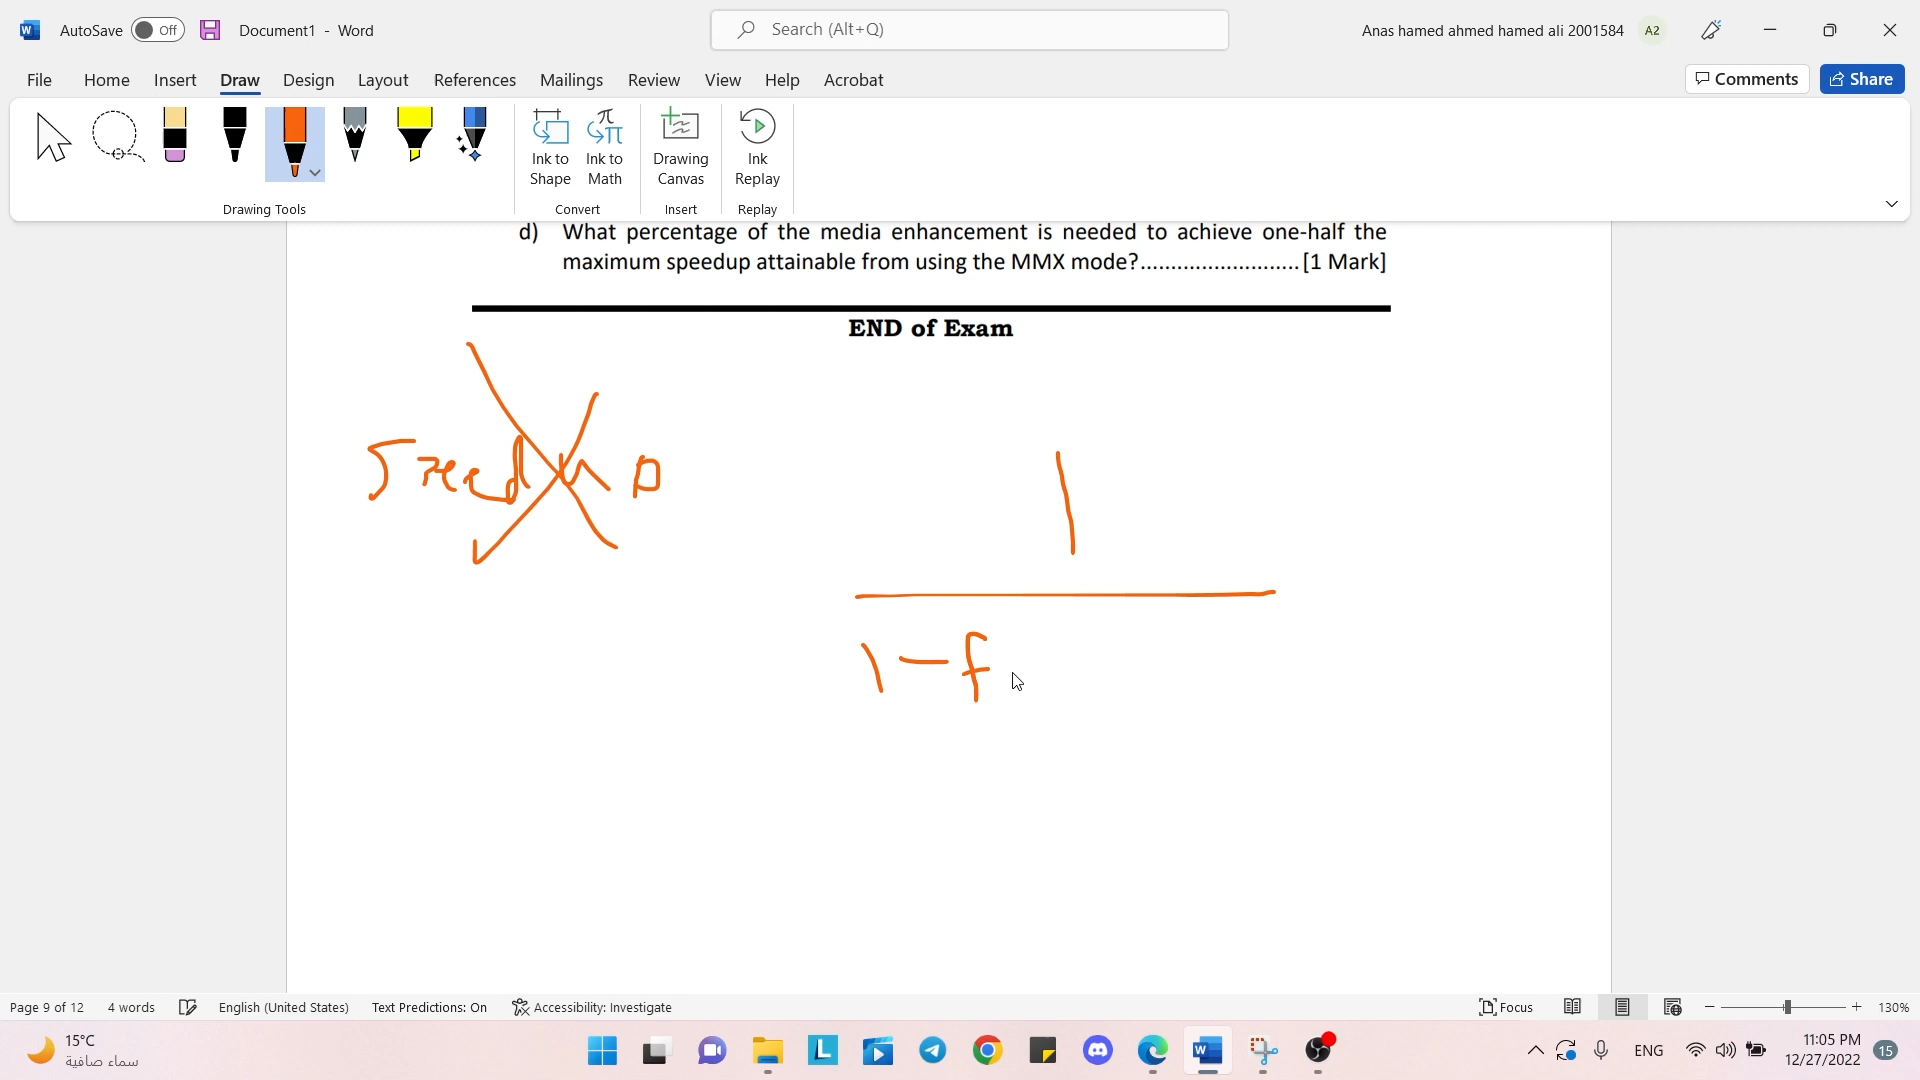 AutoSave Off Document1 - Word Search (Alt+Q) Anas hamed ahmed hamed ali 2001584 A2
File Home Insert Draw Design Layout References Mailings Review View Help Acrobat Comments Share
Ink to Shape
Ink to Math
Drawing Canvas
Ink Replay
Drawing Tools Convert Insert Replay
d) What percentage of the media enhancement is needed to achieve one-half the
maximum speedup attainable from using the MMX mode?.......................... [1 Mark]
END of Exam
1
1-f
Page 9 of 12 4 words English (United States) Text Predictions: On Accessibility: Investigate Focus 130%
15°C
سماء صافية
ENG 11:05 PM
12/27/2022 15